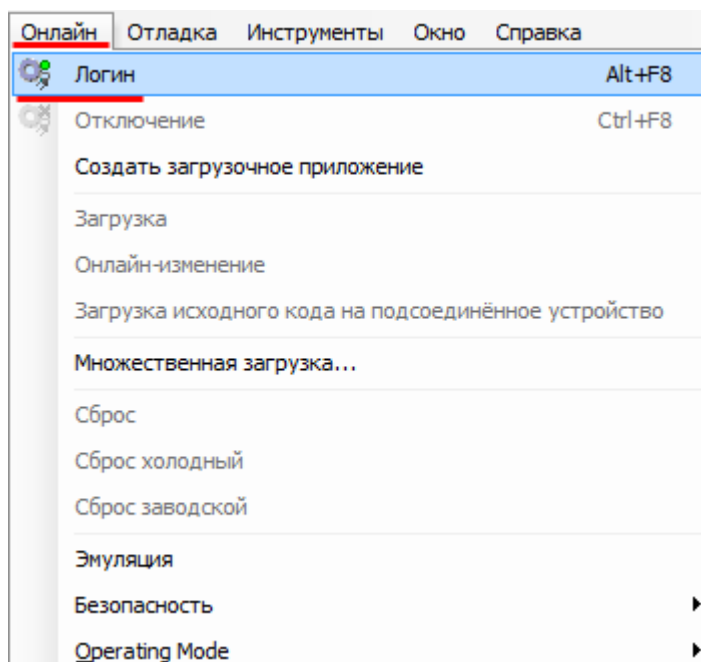 Онлайн Отладка Инструменты Окно Справка
Логин Alt+F8
Отключение Ctrl+F8
Создать загрузочное приложение
Загрузка
Онлайн-изменение
Загрузка исходного кода на подсоединённое устройство
Множественная загрузка...
Сброс
Сброс холодный
Сброс заводской
Эмуляция
Безопасность
Operating Mode